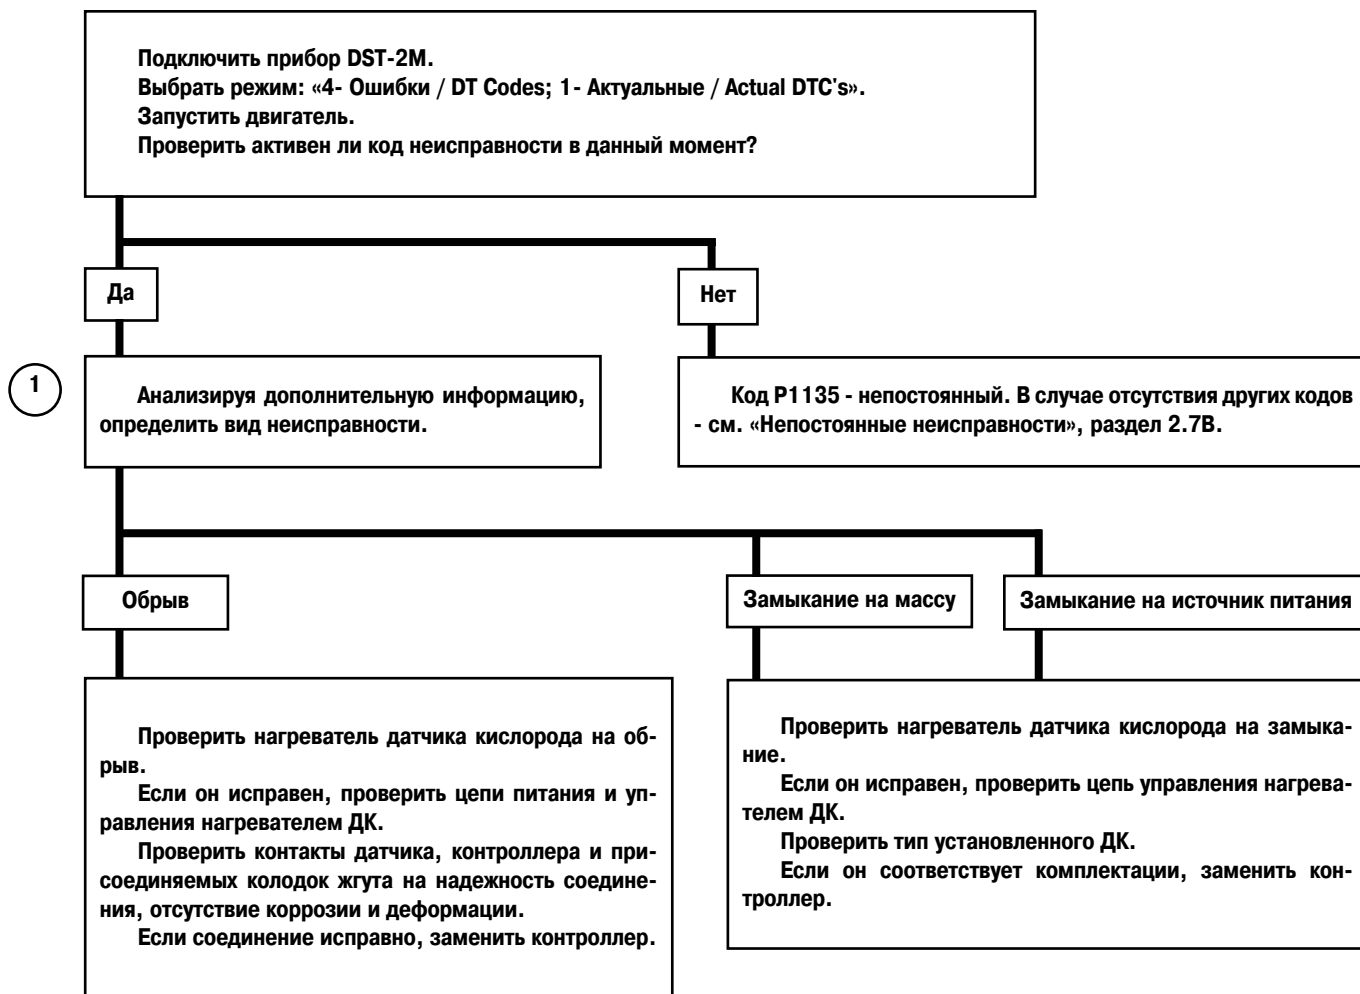 Подключить прибор DST-2M.
Выбрать режим: «4- Ошибки / DT Codes; 1- Актуальные / Actual DTC's».
Запустить двигатель.
Проверить активен ли код неисправности в данный момент?
Да
Нет
1
Анализируя дополнительную информацию,
определить вид неисправности.
Код P1135 - непостоянный. В случае отсутствия других кодов
- см. «Непостоянные неисправности», раздел 2.7В.
Обрыв
Замыкание на массу
Замыкание на источник питания
Проверить нагреватель датчика кислорода на об-
рыв.
Если он исправен, проверить цепи питания и уп-
равления нагревателем ДК.
Проверить контакты датчика, контроллера и при-
соединяемых колодок жгута на надежность соедине-
ния, отсутствие коррозии и деформации.
Если соединение исправно, заменить контроллер.
Проверить нагреватель датчика кислорода на замыка-
ние.
Если он исправен, проверить цепь управления нагрева-
телем ДК.
Проверить тип установленного ДК.
Если он соответствует комплектации, заменить кон-
троллер.